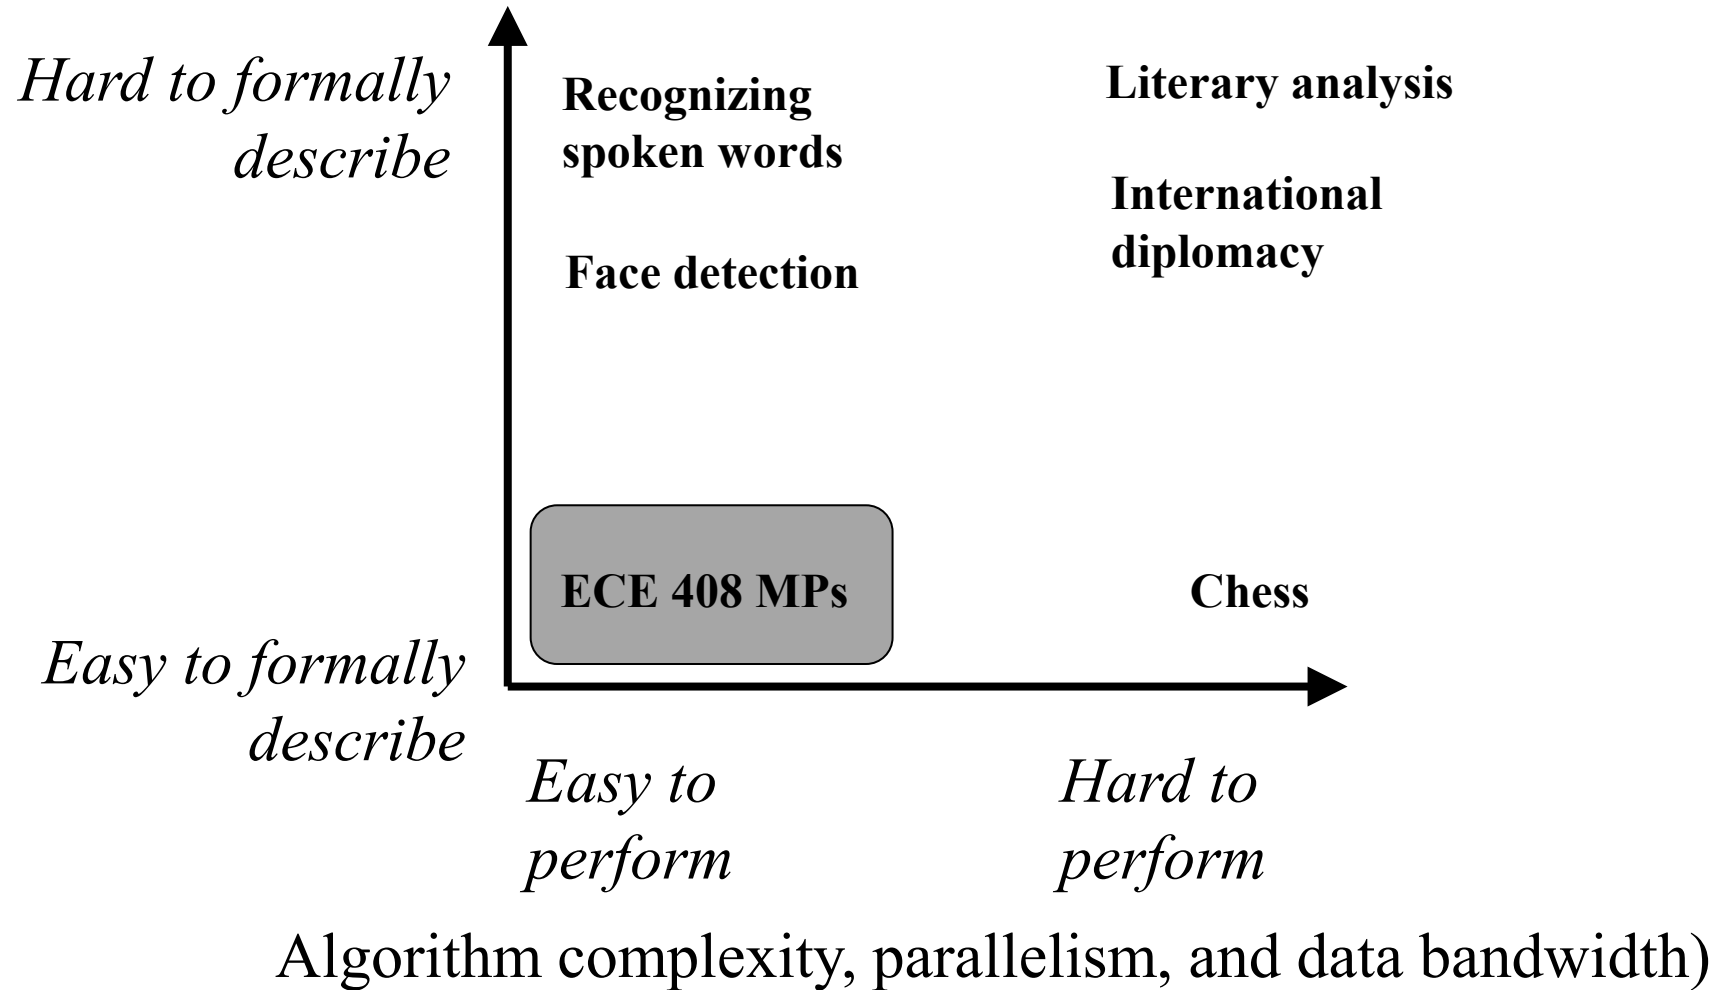 Hard to formally
describe
Recognizing
spoken words
Literary analysis
International
diplomacy
Face detection
ECE 408 MPs
Chess
Easy to formally
describe
Easy to
perform
Hard to
perform
Algorithm complexity, parallelism, and data bandwidth)